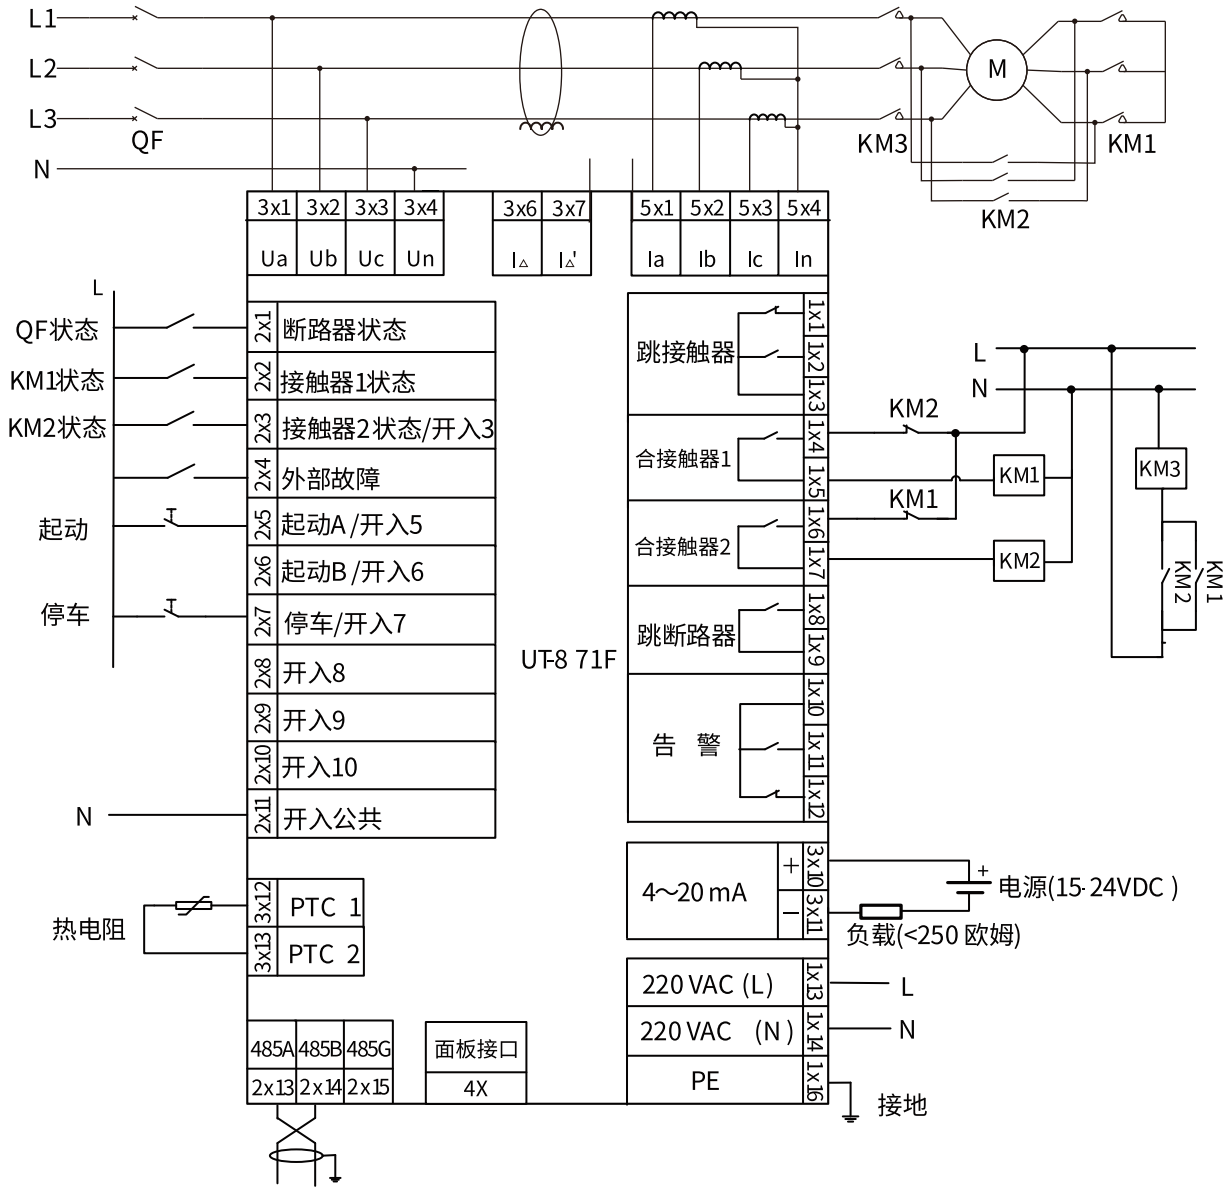 L1
L2
L3
N
QF
KM3
M
KM1
KM2
3x1 3x2 3x3 3x4
Ua Ub Uc Un
3x6 3x7
I△ I△'
5x1 5x2 5x3 5x4
Ia Ib Ic In
L
QF状态
KM1状态
KM2状态
起动
停车
N
热电阻
2x1 断路器状态
2x2 接触器1状态
2x3 接触器2状态/开入3
2x4 外部故障
2x5 起动A/开入5
2x6 起动B/开入6
2x7 停车/开入7
2x8 开入8
2x9 开入9
2x10 开入10
2x11 开入公共
3x12 PTC 1
3x13 PTC 2
485A 485B 485G
2x13 2x14 2x15
面板接口
4X
UT-8 71F
跳接触器
1x1
1x2
1x3
合接触器1
1x4
1x5
合接触器2
1x6
1x7
跳断路器
1x8
1x9
告 警
1x10
1x11
1x12
4～20mA
+ 3x10
- 3x11
220 VAC (L) 1x13
220 VAC (N) 1x14
PE 1x16
L
N
KM2
KM1
KM1
KM2
KM3
KM2
KM1
+
电源(15-24VDC)
负载(<250欧姆)
L
N
接地